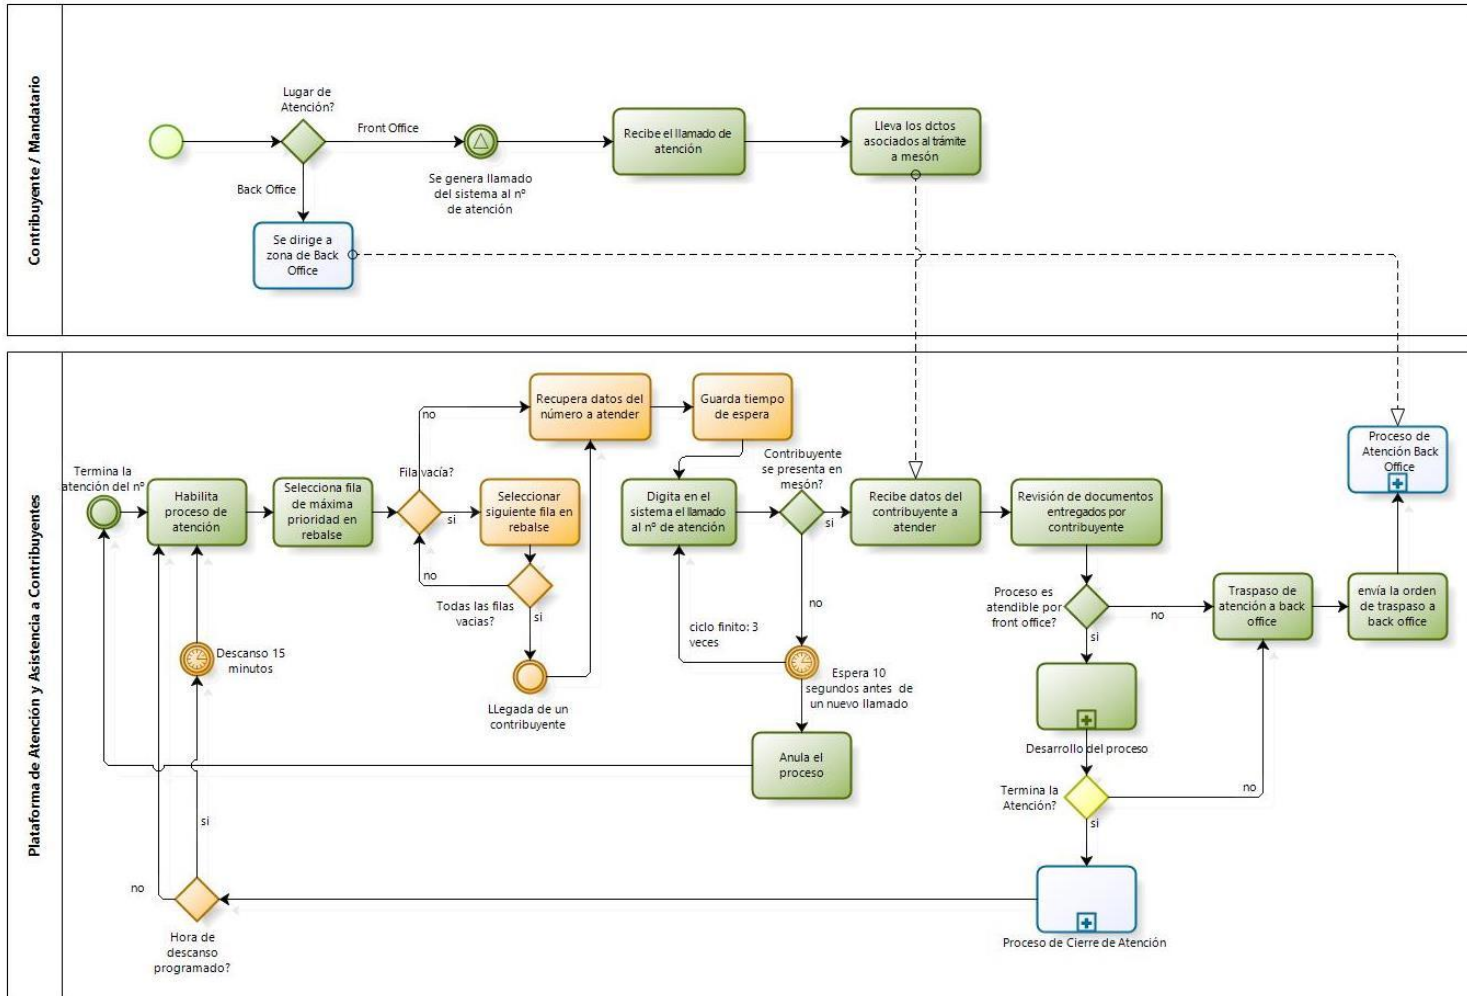 Contribuyente / Mandatario
Lugar de
Atención?
Front Office
Back Office
Se dirige a
zona de Back
Office
Se genera llamado
del sistema al nº
de atención
Recibe el llamado de
atención
Lleva los dctos
asociados al trámite
a mesón
Plataforma de Atención y Asistencia a Contribuyentes
Termina la
atención del nº
Habilita
proceso de
atención
Selecciona fila
de máxima
prioridad en
rebalse
Fila vacía?
no
si
Recupera datos del
número a atender
Guarda tiempo
de espera
Seleccionar
siguiente fila en
rebalse
no
Todas las filas
vacias?
si
LLegada de un
contribuyente
Digita en el
sistema el llamado
al nº de atención
Contribuyente
se presenta en
mesón?
si
no
ciclo finito: 3
veces
Espera 10
segundos antes de
un nuevo llamado
Anula el
proceso
Recibe datos del
contribuyente a
atender
Revisión de documentos
entregados por
contribuyente
Proceso es
atendible por
front office?
no
si
Traspaso de
atención a back
office
envía la orden
de traspaso a
back office
Proceso de
Atención Back
Office
Desarrollo del proceso
Termina la
Atención?
no
si
Proceso de Cierre de Atención
Descanso 15
minutos
si
no
Hora de
descanso
programado?